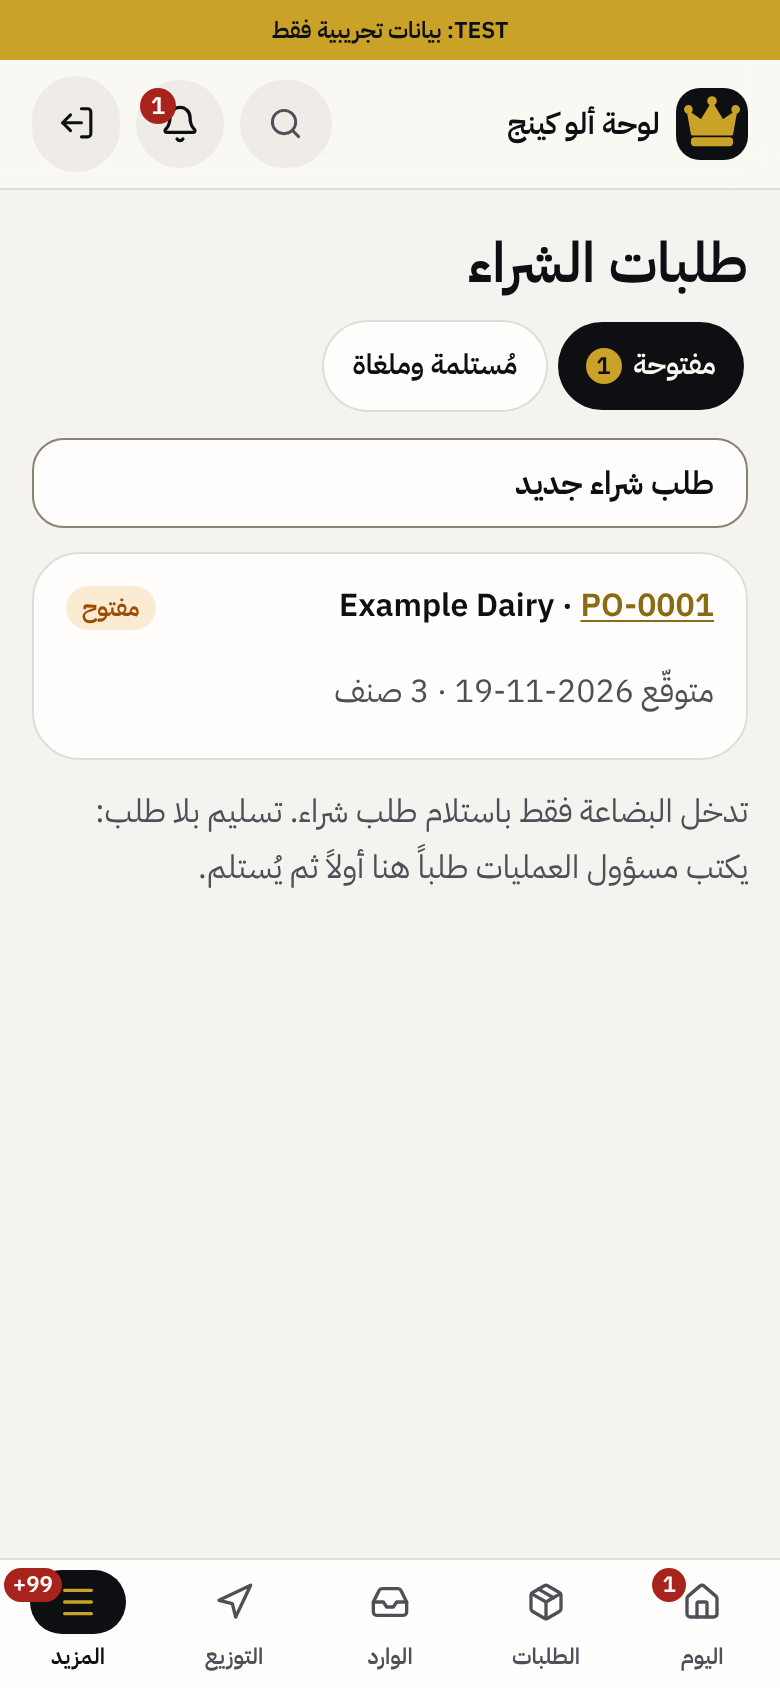 TEST: بيانات تجريبية فقط
لوحة ألو كينج
1
طلبات الشراء
مفتوحة 1
مُستلمة وملغاة
طلب شراء جديد
PO-0001 · Example Dairy
مفتوح
متوقّع 2026-11-19 · 3 صنف
تدخل البضاعة فقط باستلام طلب شراء. تسليم بلا طلب:
يكتب مسؤول العمليات طلباً هنا أولاً ثم يُستلم.
1
اليوم
الطلبات
الوارد
التوزيع
99+
المزيد